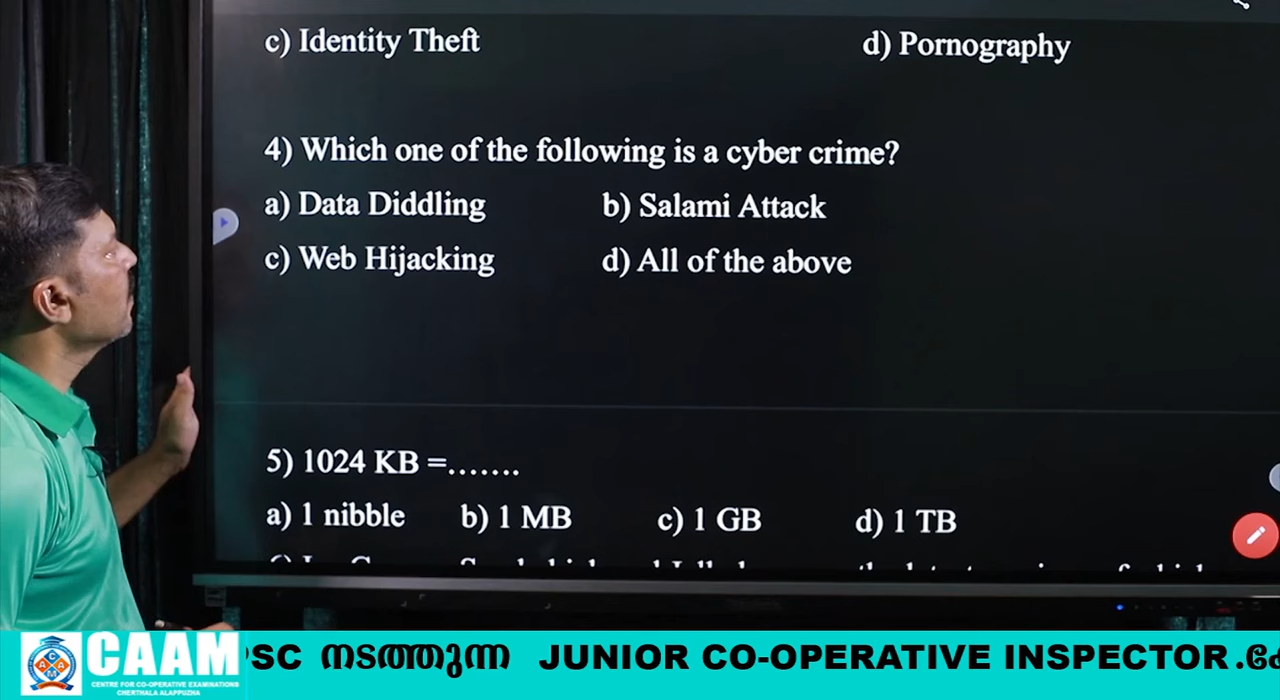 c) Identity Theft d) Pornography
4) Which one of the following is a cyber crime?
a) Data Diddling b) Salami Attack
c) Web Hijacking d) All of the above
5) 1024 KB =.......
a) 1 nibble b) 1 MB c) 1 GB d) 1 TB
CAAM
CENTRE FOR CO-OPERATIVE EXAMINATIONS
CHERTHALA ALAPPUZHA
PSC നടത്തുന്ന JUNIOR CO-OPERATIVE INSPECTOR